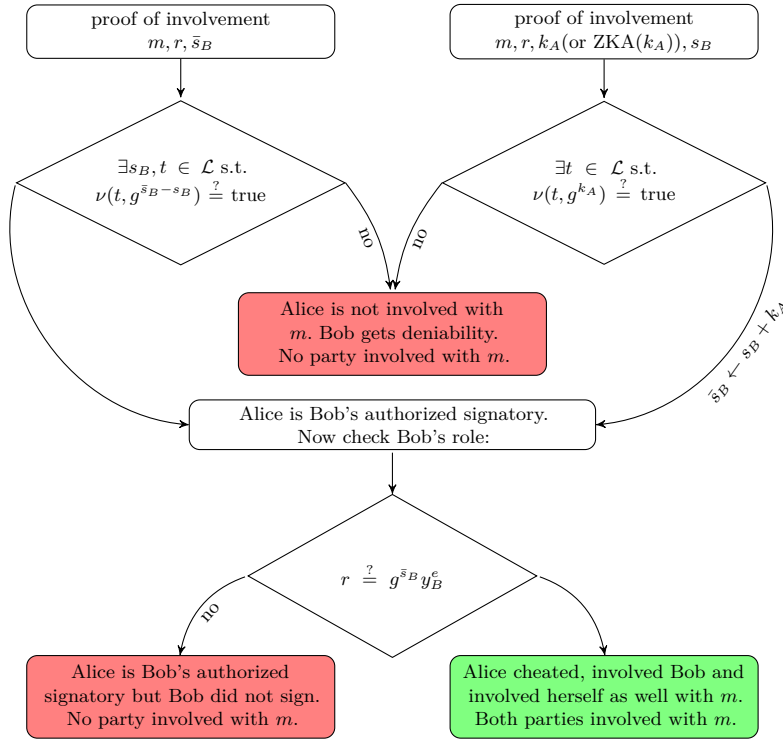 proof of involvement
m, r, s̄_B
proof of involvement
m, r, k_A(or ZKA(k_A)), s_B
∃s_B, t ∈ ℒ s.t.
ν(t, g^{s̄_B−s_B}) ≟ true
∃t ∈ ℒ s.t.
ν(t, g^{k_A}) ≟ true
no
no
Alice is not involved with
m. Bob gets deniability.
No party involved with m.
s̄_B ← s_B + k_A
Alice is Bob's authorized signatory.
Now check Bob's role:
r ≟ g^{s̄_B} y_B^e
no
Alice is Bob's authorized
signatory but Bob did not sign.
No party involved with m.
Alice cheated, involved Bob and
involved herself as well with m.
Both parties involved with m.